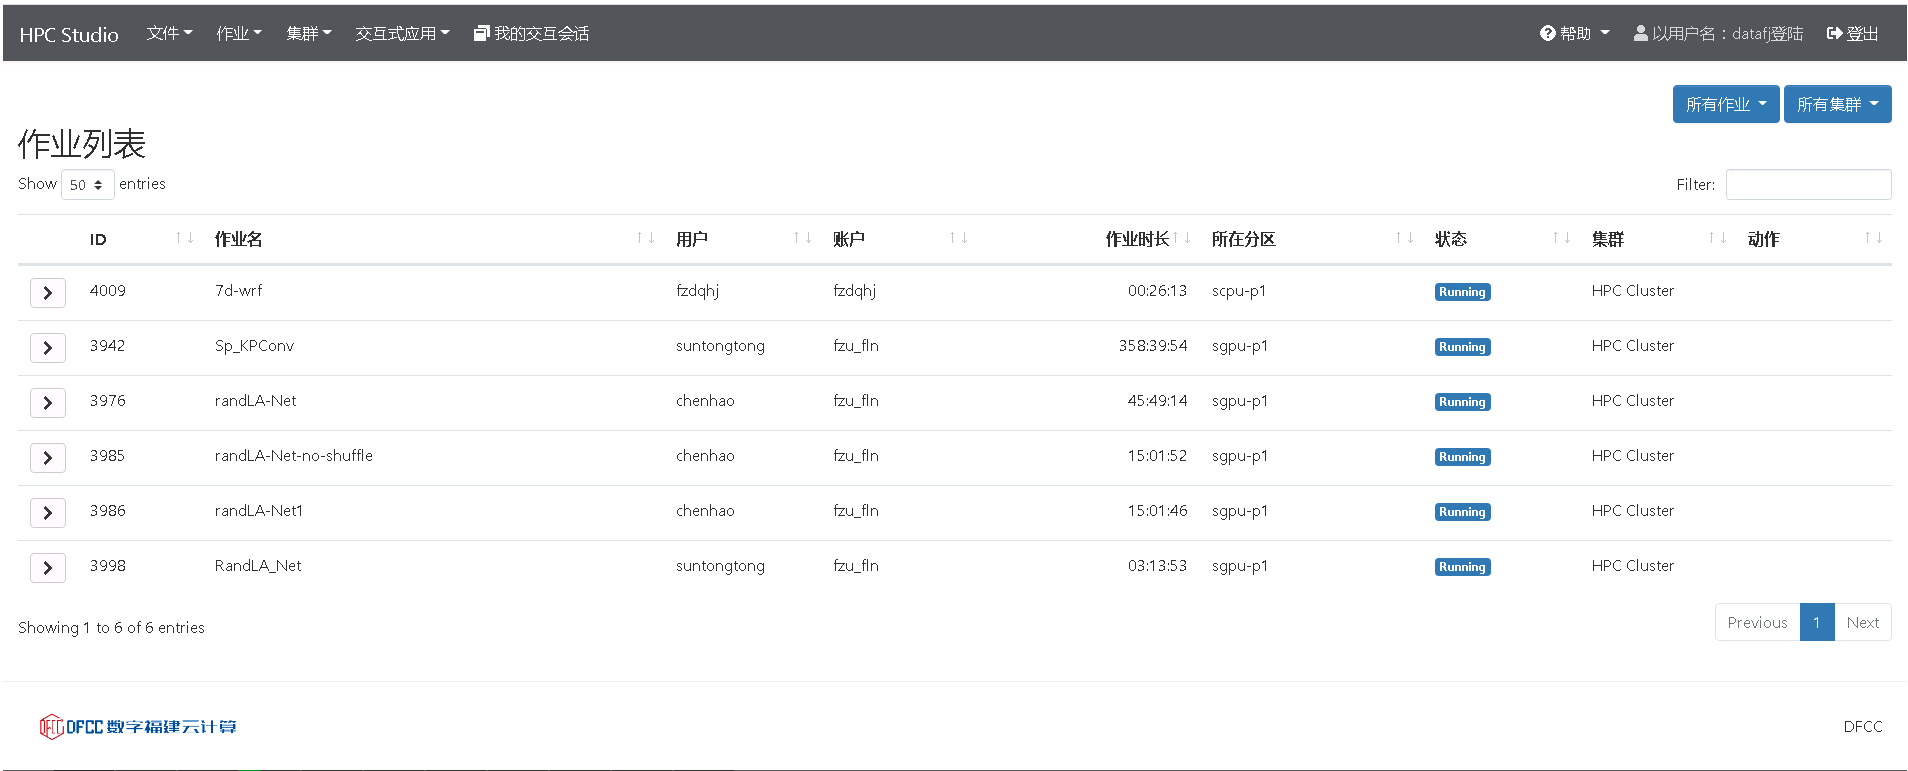 HPC Studio 文件 作业 集群 交互式应用 我的交互会话 帮助 以用户名：datafj登陆 登出
所有作业 所有集群
作业列表
Show 50 entries Filter:
ID 作业名 用户 账户 作业时长 所在分区 状态 集群 动作
4009 7d-wrf fzdqhj fzdqhj 00:26:13 scpu-p1 Running HPC Cluster
3942 Sp_KPConv suntongtong fzu_fln 358:39:54 sgpu-p1 Running HPC Cluster
3976 randLA-Net chenhao fzu_fln 45:49:14 sgpu-p1 Running HPC Cluster
3985 randLA-Net-no-shuffle chenhao fzu_fln 15:01:52 sgpu-p1 Running HPC Cluster
3986 randLA-Net1 chenhao fzu_fln 15:01:46 sgpu-p1 Running HPC Cluster
3998 RandLA_Net suntongtong fzu_fln 03:13:53 sgpu-p1 Running HPC Cluster
Showing 1 to 6 of 6 entries Previous 1 Next
DFCC DFCC 数字福建云计算 DFCC